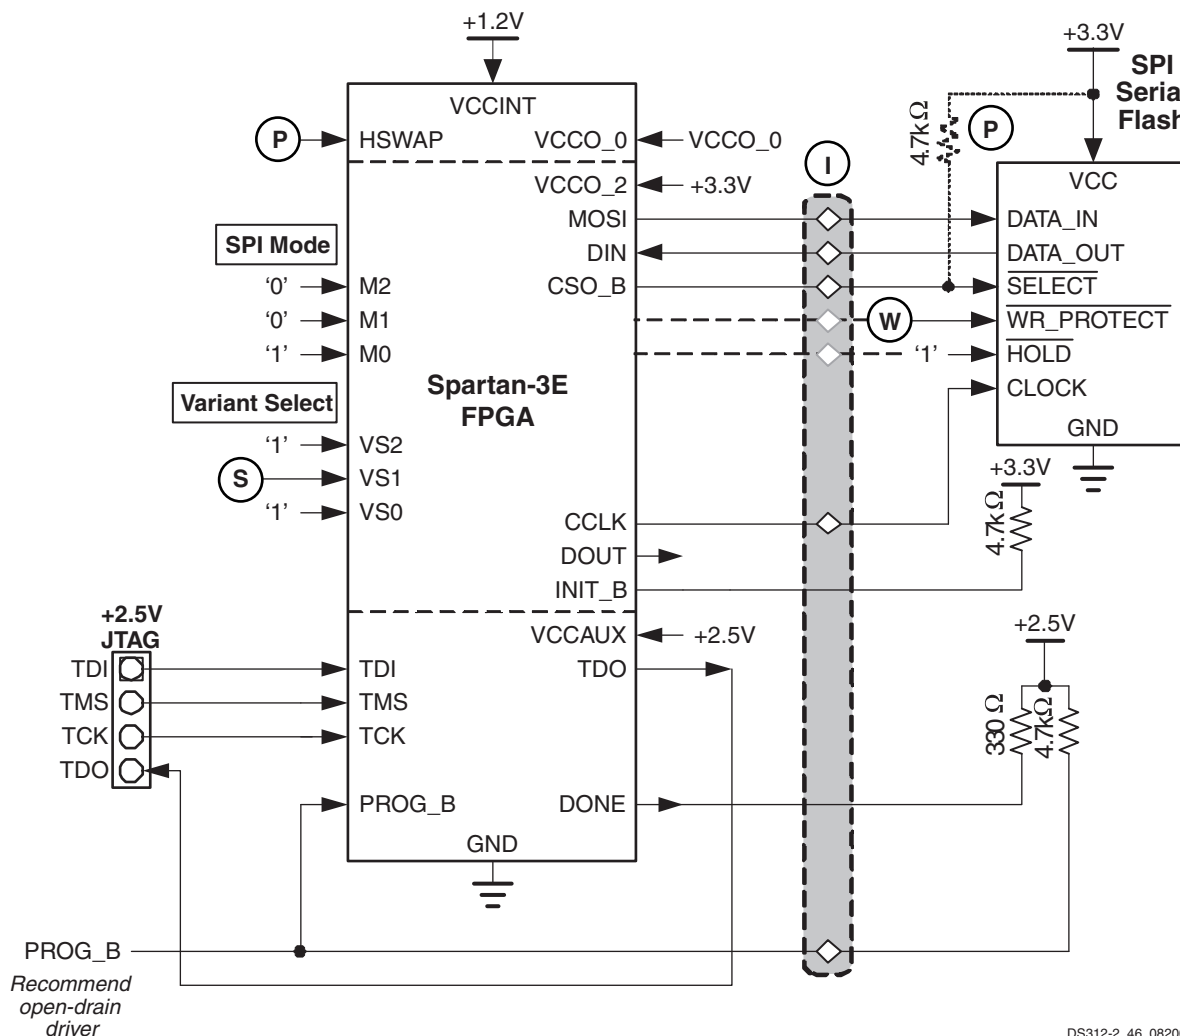 +1.2V
+3.3V
SPI
Seria
Flash
VCCINT
P
HSWAP
VCCO_0
VCCO_0
4.7kΩ
P
I
VCC
VCCO_2
+3.3V
MOSI
DATA_IN
SPI Mode
DIN
DATA_OUT
'0'
M2
CSO_B
SELECT
'0'
M1
W
WR_PROTECT
'1'
M0
'1'
HOLD
Spartan-3E
FPGA
CLOCK
Variant Select
GND
'1'
VS2
S
VS1
+3.3V
'1'
VS0
CCLK
4.7kΩ
DOUT
INIT_B
+2.5V
JTAG
VCCAUX
+2.5V
+2.5V
TDI
TDI
TDO
TMS
TMS
TCK
TCK
330 Ω
4.7kΩ
TDO
PROG_B
DONE
GND
PROG_B
Recommend
open-drain
driver